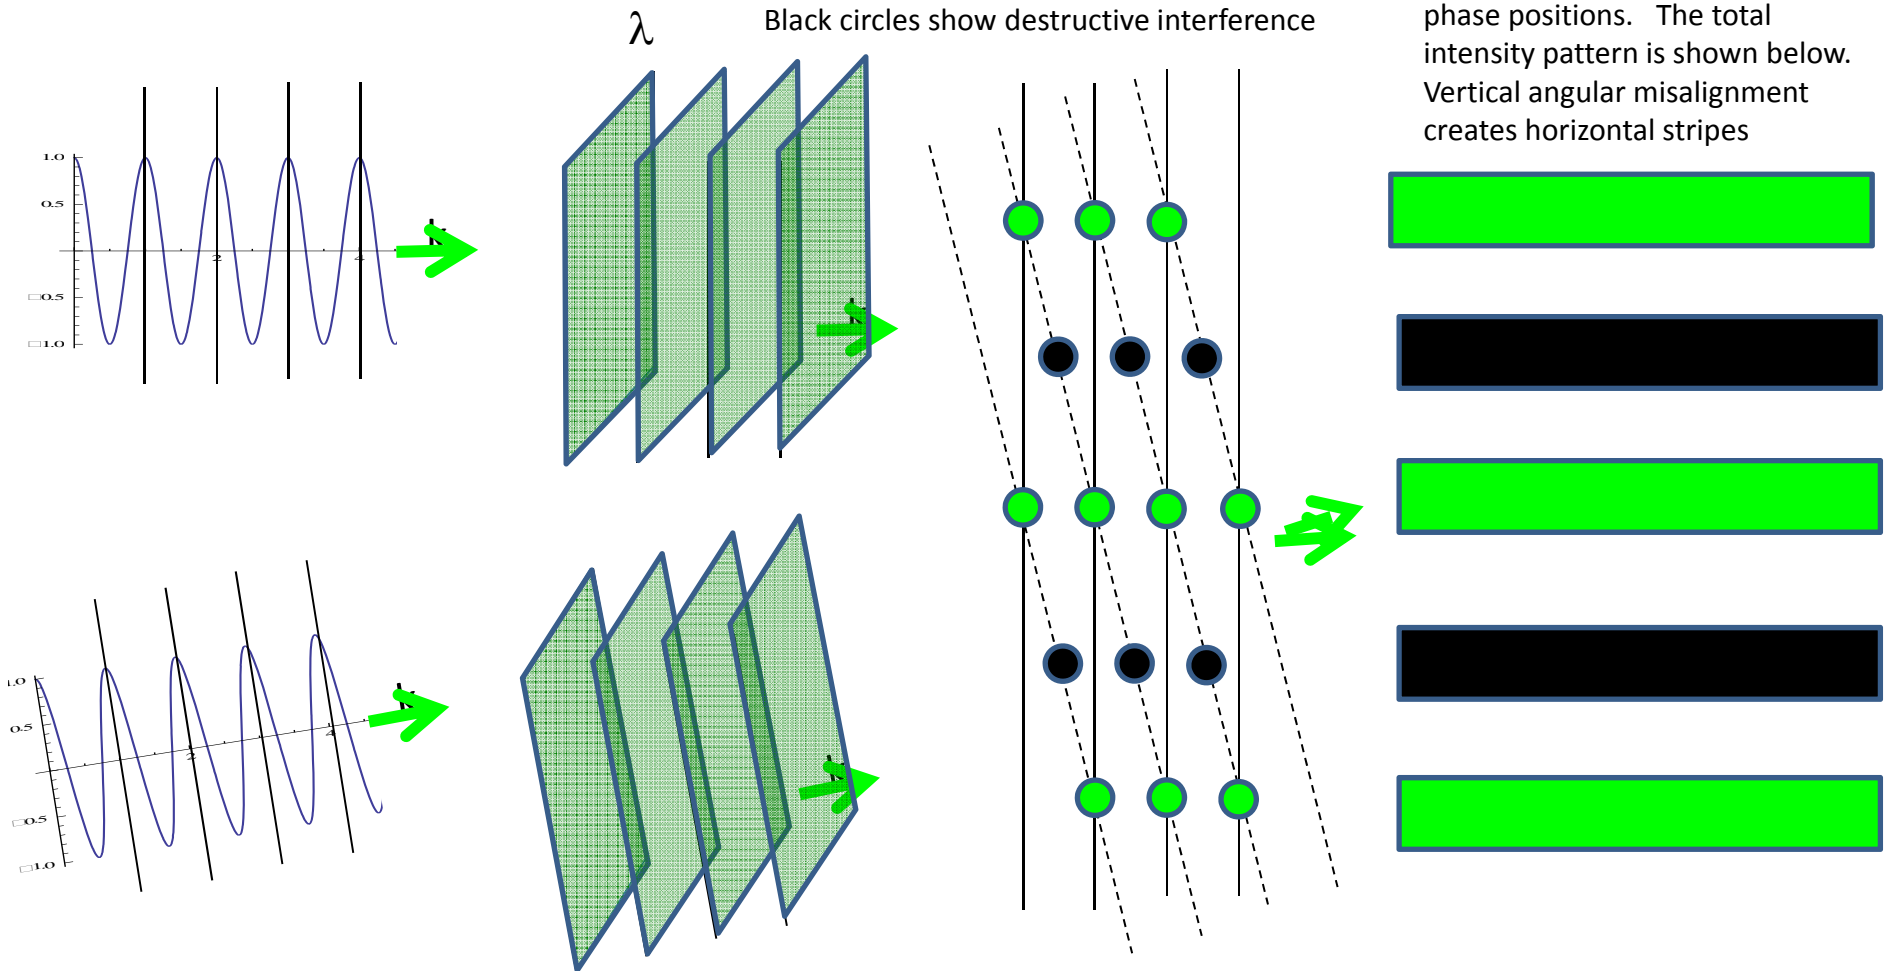 λ
Black circles show destructive interference
phase positions. The total
intensity pattern is shown below.
Vertical angular misalignment
creates horizontal stripes
1.0
0.5
□0.5
□1.0
2
4
k
k
1.0
0.5
□0.5
□1.0
2
4
k
k